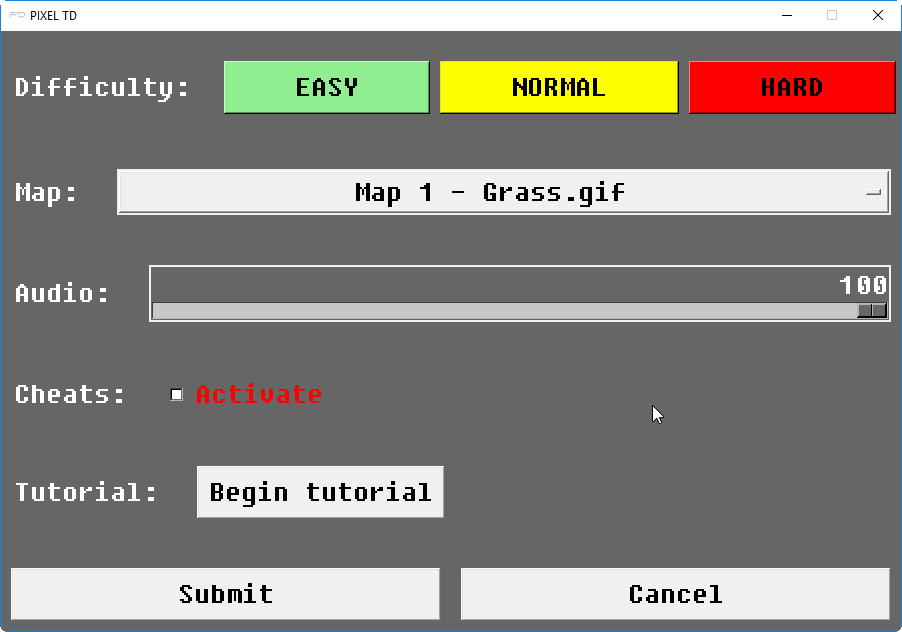 PIXEL TD
Difficulty: EASY NORMAL HARD
Map: Map 1 - Grass.gif
Audio: 100
Cheats: Activate
Tutorial: Begin tutorial
Submit Cancel